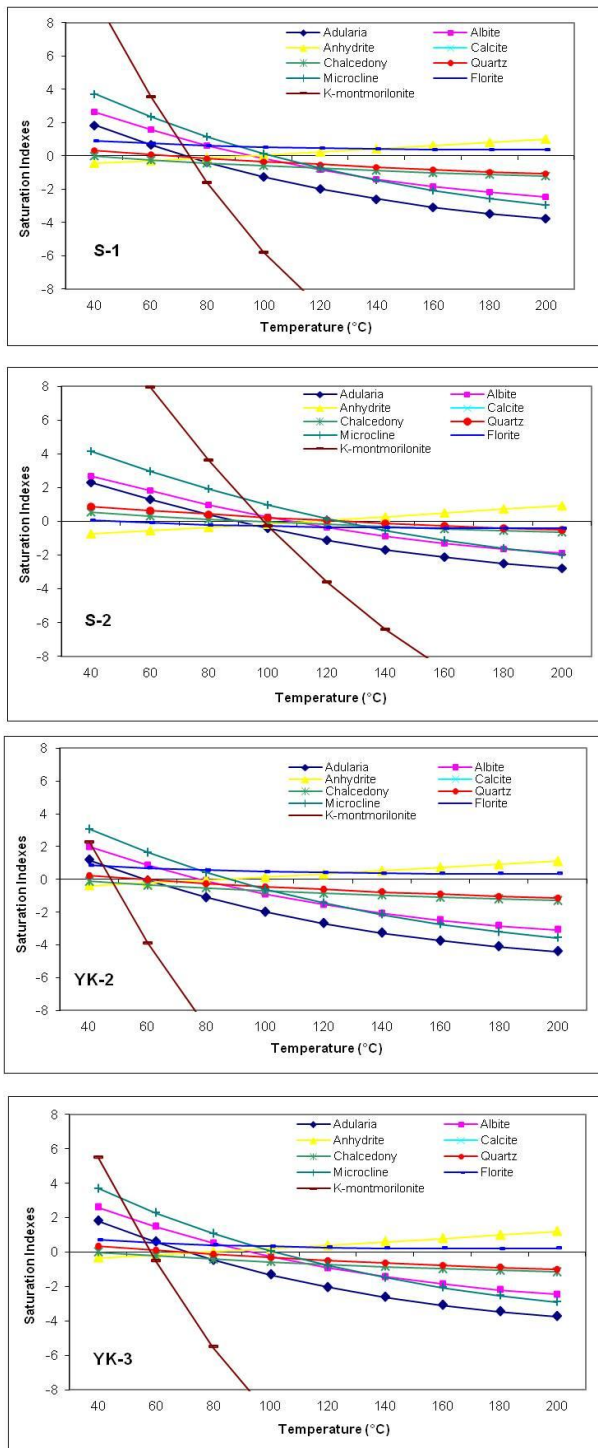 8
6
4
2
0
-2
-4
-6
-8
Saturation Indexes
Adularia
Albite
Anhydrite
Calcite
Chalcedony
Quartz
Microcline
Florite
K-montmorilonite
S-1
40 60 80 100 120 140 160 180 200
Temperature (°C)
8
6
4
2
0
-2
-4
-6
-8
Saturation Indexes
Adularia
Albite
Anhydrite
Calcite
Chalcedony
Quartz
Microcline
Florite
K-montmorilonite
S-2
40 60 80 100 120 140 160 180 200
Temperature (°C)
8
6
4
2
0
-2
-4
-6
-8
Saturation Indexes
Adularia
Albite
Anhydrite
Calcite
Chalcedony
Quartz
Microcline
Florite
K-montmorilonite
YK-2
40 60 80 100 120 140 160 180 200
Temperature (°C)
8
6
4
2
0
-2
-4
-6
-8
Saturation Indexes
Adularia
Albite
Anhydrite
Calcite
Chalcedony
Quartz
Microcline
Florite
K-montmorilonite
YK-3
40 60 80 100 120 140 160 180 200
Temperature (°C)